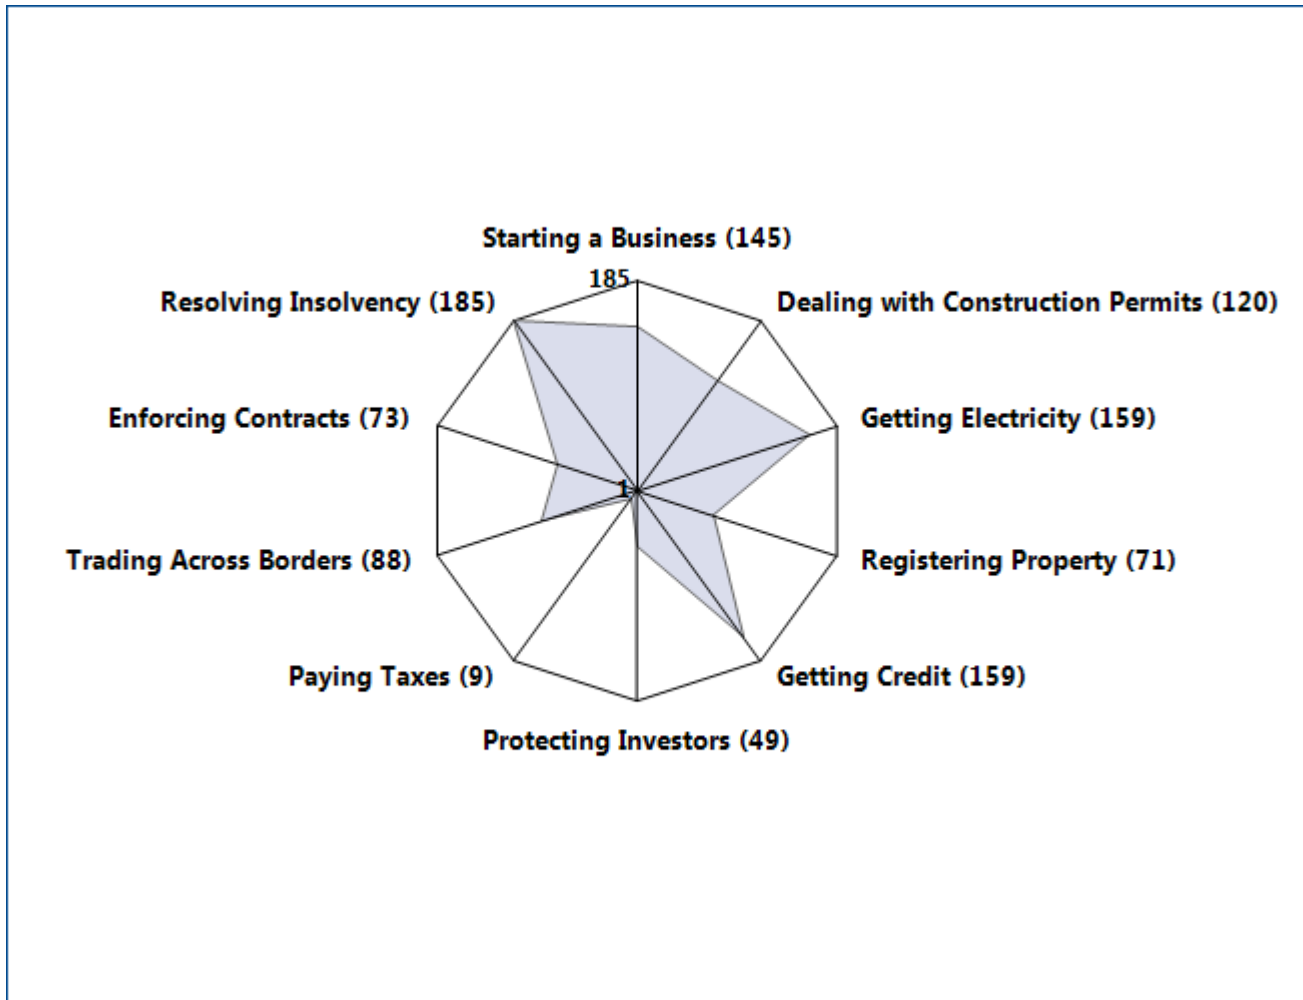 Starting a Business (145)
185
Resolving Insolvency (185)
Dealing with Construction Permits (120)
Enforcing Contracts (73)
Getting Electricity (159)
1
Trading Across Borders (88)
Registering Property (71)
Paying Taxes (9)
Getting Credit (159)
Protecting Investors (49)